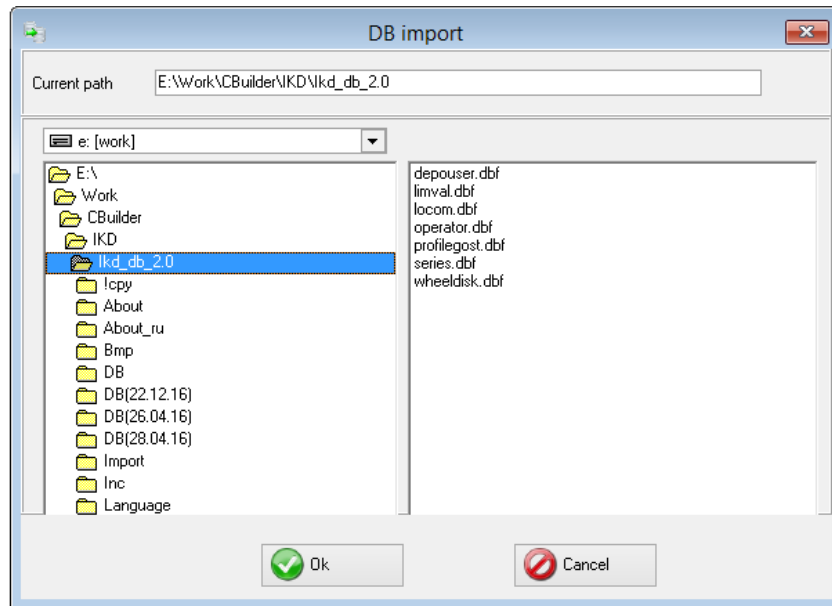 DB import
Current path E:\Work\CBuilder\IKD\Ikd_db_2.0
e: [work]
E:\
Work
CBuilder
IKD
Ikd_db_2.0
!cpy
About
About_ru
Bmp
DB
DB(22.12.16)
DB(26.04.16)
DB(28.04.16)
Import
Inc
Language
depouser.dbf
limval.dbf
locom.dbf
operator.dbf
profilegost.dbf
series.dbf
wheeldisk.dbf
Ok Cancel